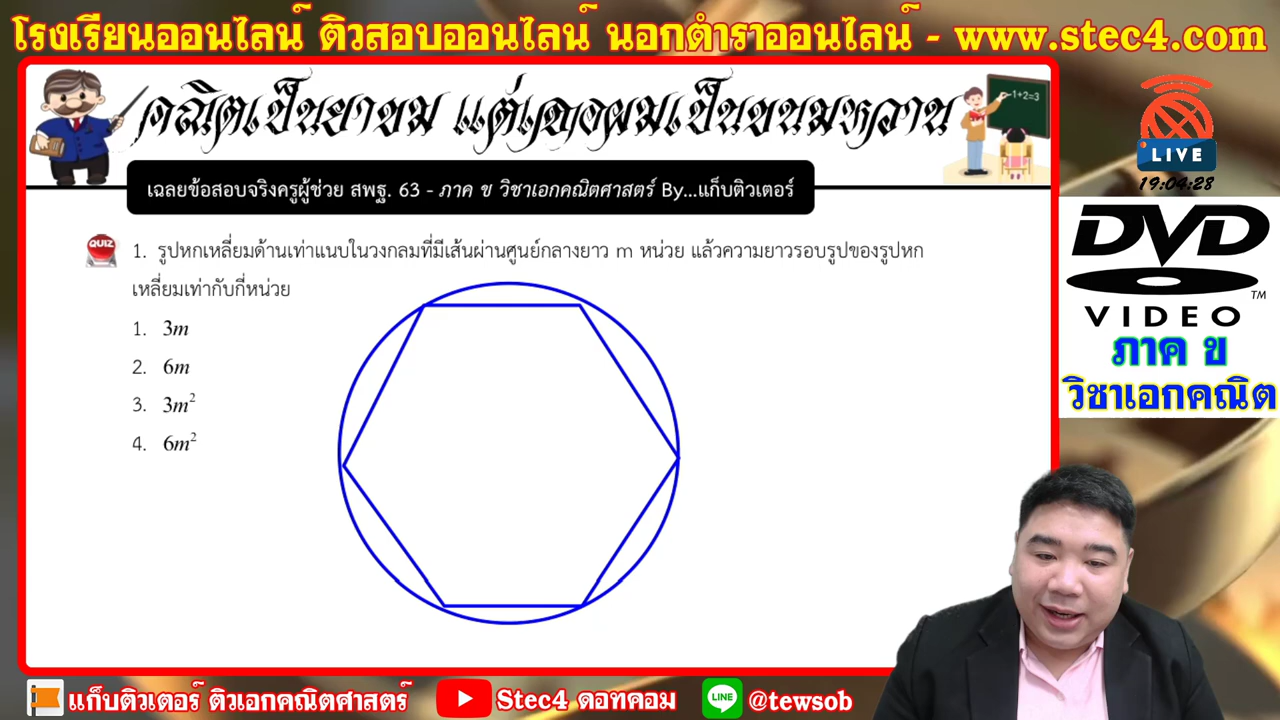 โรงเรียนออนไลน์ ติวสอบออนไลน์ นอกตำราออนไลน์ - www.stec4.com
คณิตเป็นยาขม แต่เธอผมเป็นขนมหวาน
-1+2=3
LIVE
19:04:28
เฉลยข้อสอบจริงครูผู้ช่วย สพฐ. 63 - ภาค ข วิชาเอกคณิตศาสตร์ By...แก็บติวเตอร์
QUIZ
1. รูปหกเหลี่ยมด้านเท่าแนบในวงกลมที่มีเส้นผ่านศูนย์กลางยาว m หน่วย แล้วความยาวรอบรูปของรูปหก
เหลี่ยมเท่ากับกี่หน่วย
1. 3m
2. 6m
3. 3m²
4. 6m²
DVD
TM
VIDEO
ภาค ข
วิชาเอกคณิต
แก็บติวเตอร์ ติวเอกคณิตศาสตร์
Stec4 ดอทคอม
LINE
@tewsob